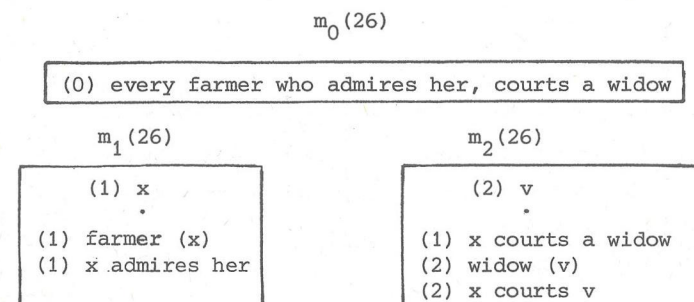 m₀(26)
(0) every farmer who admires her, courts a widow
m₁(26)
(1) x
.
(1) farmer (x)
(1) x admires her
m₂(26)
(2) v
.
(1) x courts a widow
(2) widow (v)
(2) x courts v